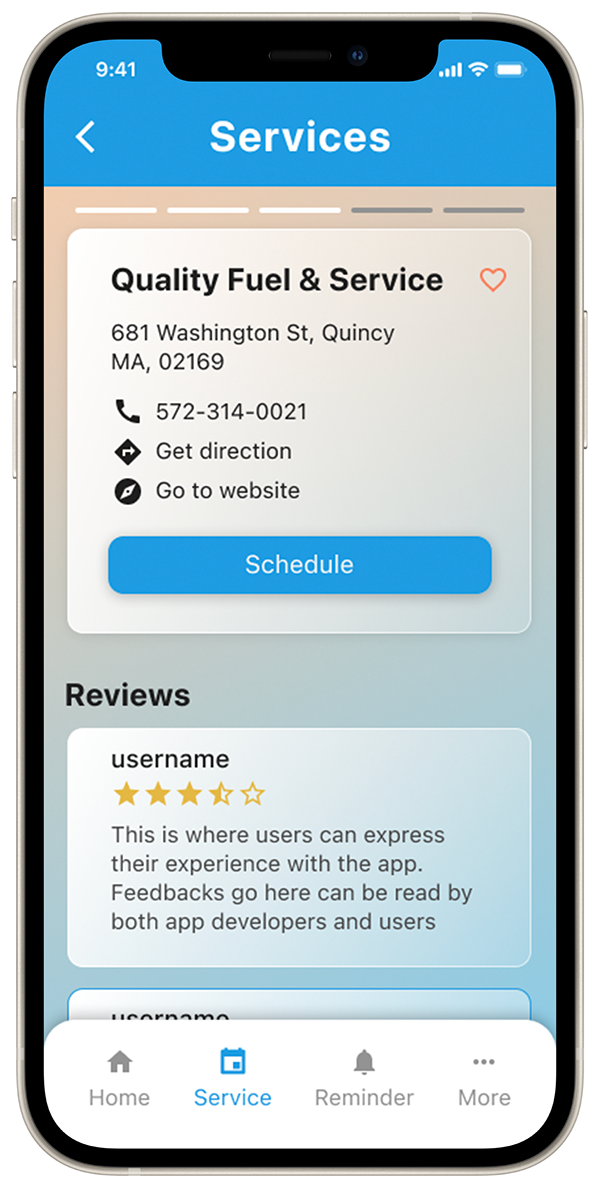 9:41
Services
Quality Fuel & Service
681 Washington St, Quincy
MA, 02169
572-314-0021
Get direction
Go to website
Schedule
Reviews
username
This is where users can express
their experience with the app.
Feedbacks go here can be read by
both app developers and users
username
Home
Service
Reminder
More